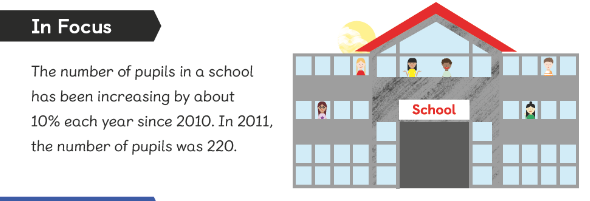 In Focus
The number of pupils in a school
has been increasing by about
10% each year since 2010. In 2011,
the number of pupils was 220.
School